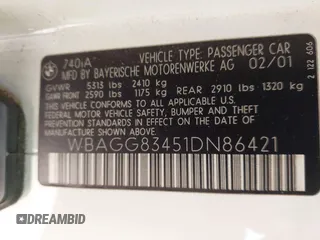 740iA VEHICLE TYPE PASSENGER CAR
MFD BY BAYERISCHE MOTORENWERKE AG 02/01
GVWR 5313 lbs 2410 kg
GWR FRONT 2590 lbs 1175 kg REAR 2910 lbs 1320 kg
THIS VEHICLE CONFORMS TO ALL APPLICABLE FEDERAL
MOTOR VEHICLE SAFETY, BUMPER, AND THEFT PREVENTION
STANDARDS IN EFFECT ON THE DATE OF MANUFACTURE
SHOWN ABOVE.
WBAGG83451DN86421
2 122 606
@DREAMBID
DREAMBID